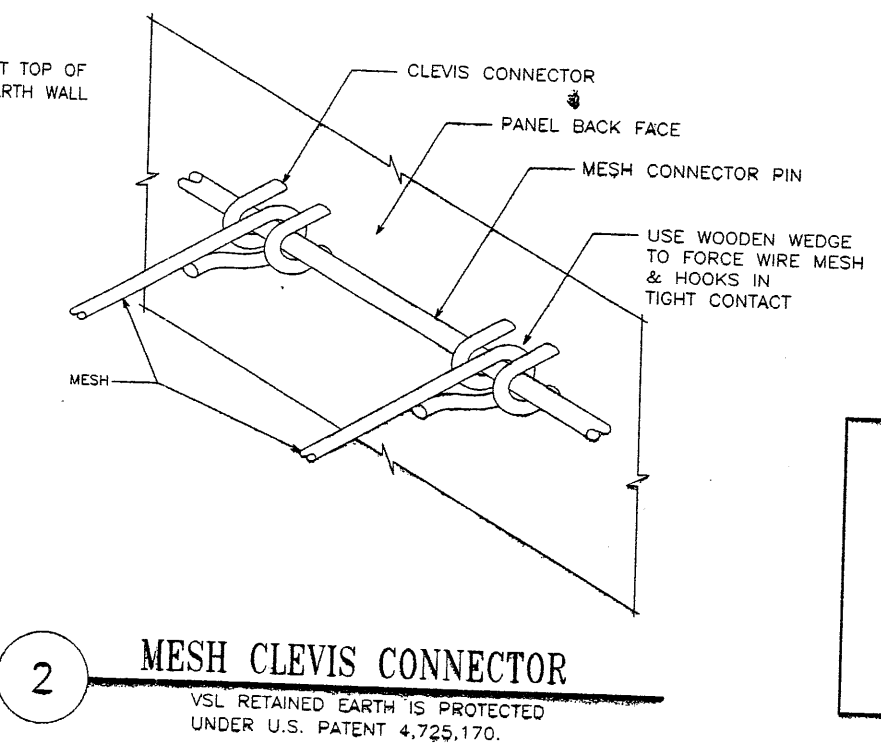 T TOP OF
RTH WALL
CLEVIS CONNECTOR
PANEL BACK FACE
MESH CONNECTOR PIN
USE WOODEN WEDGE
TO FORCE WIRE MESH
& HOOKS IN
TIGHT CONTACT
MESH
2
MESH CLEVIS CONNECTOR
VSL RETAINED EARTH IS PROTECTED
UNDER U.S. PATENT 4,725,170.